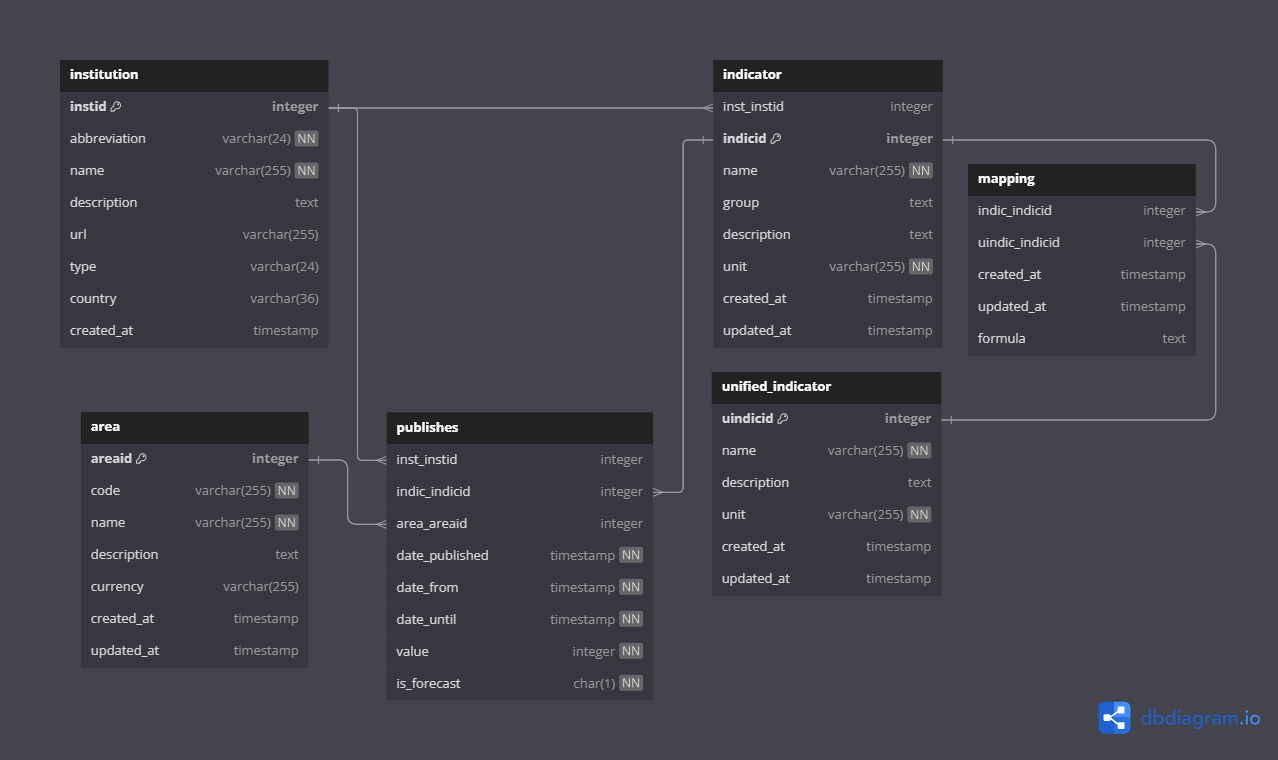 institution
instid integer
abbreviation varchar(24) NN
name varchar(255) NN
description text
url varchar(255)
type varchar(24)
country varchar(36)
created_at timestamp
indicator
inst_instid integer
indicid integer
name varchar(255) NN
group text
description text
unit varchar(255) NN
created_at timestamp
updated_at timestamp
mapping
indic_indicid integer
uindic_indicid integer
created_at timestamp
updated_at timestamp
formula text
area
areaid integer
code varchar(255) NN
name varchar(255) NN
description text
currency varchar(255)
created_at timestamp
updated_at timestamp
publishes
inst_instid integer
indic_indicid integer
area_areaid integer
date_published timestamp NN
date_from timestamp NN
date_until timestamp NN
value integer NN
is_forecast char(1) NN
unified_indicator
uindicid integer
name varchar(255) NN
description text
unit varchar(255) NN
created_at timestamp
updated_at timestamp
dbdiagram.io